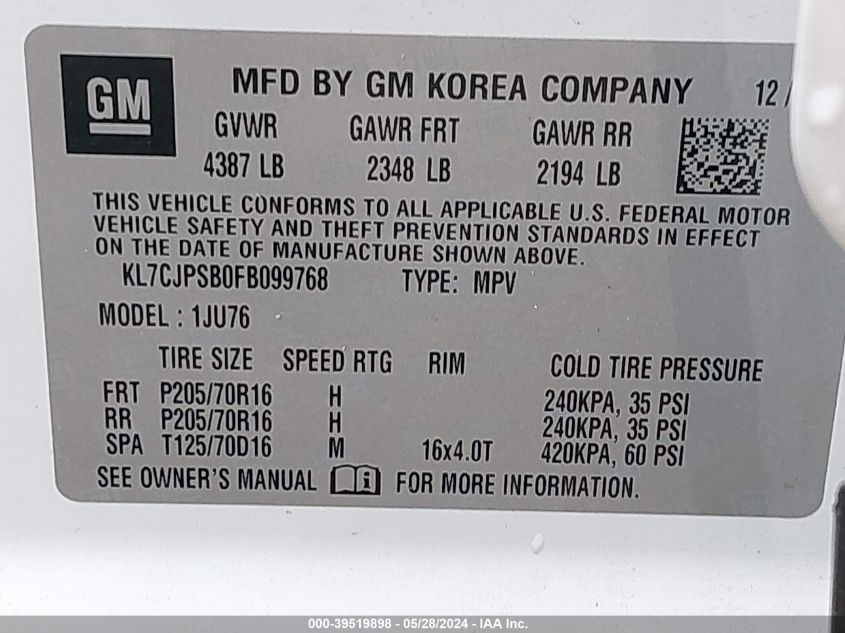 GM MFD BY GM KOREA COMPANY 12 /
GVWR GAWR FRT GAWR RR
4387 LB 2348 LB 2194 LB
THIS VEHICLE CONFORMS TO ALL APPLICABLE U.S. FEDERAL MOTOR
VEHICLE SAFETY AND THEFT PREVENTION STANDARDS IN EFFECT
ON THE DATE OF MANUFACTURE SHOWN ABOVE.
KL7CJPSB0FB099768 TYPE: MPV
MODEL : 1JU76
TIRE SIZE SPEED RTG RIM COLD TIRE PRESSURE
FRT P205/70R16 H 240KPA, 35 PSI
RR P205/70R16 H 240KPA, 35 PSI
SPA T125/70D16 M 16x4.0T 420KPA, 60 PSI
SEE OWNER'S MANUAL i FOR MORE INFORMATION.
000-39519898 - 05/28/2024 - IAA Inc.